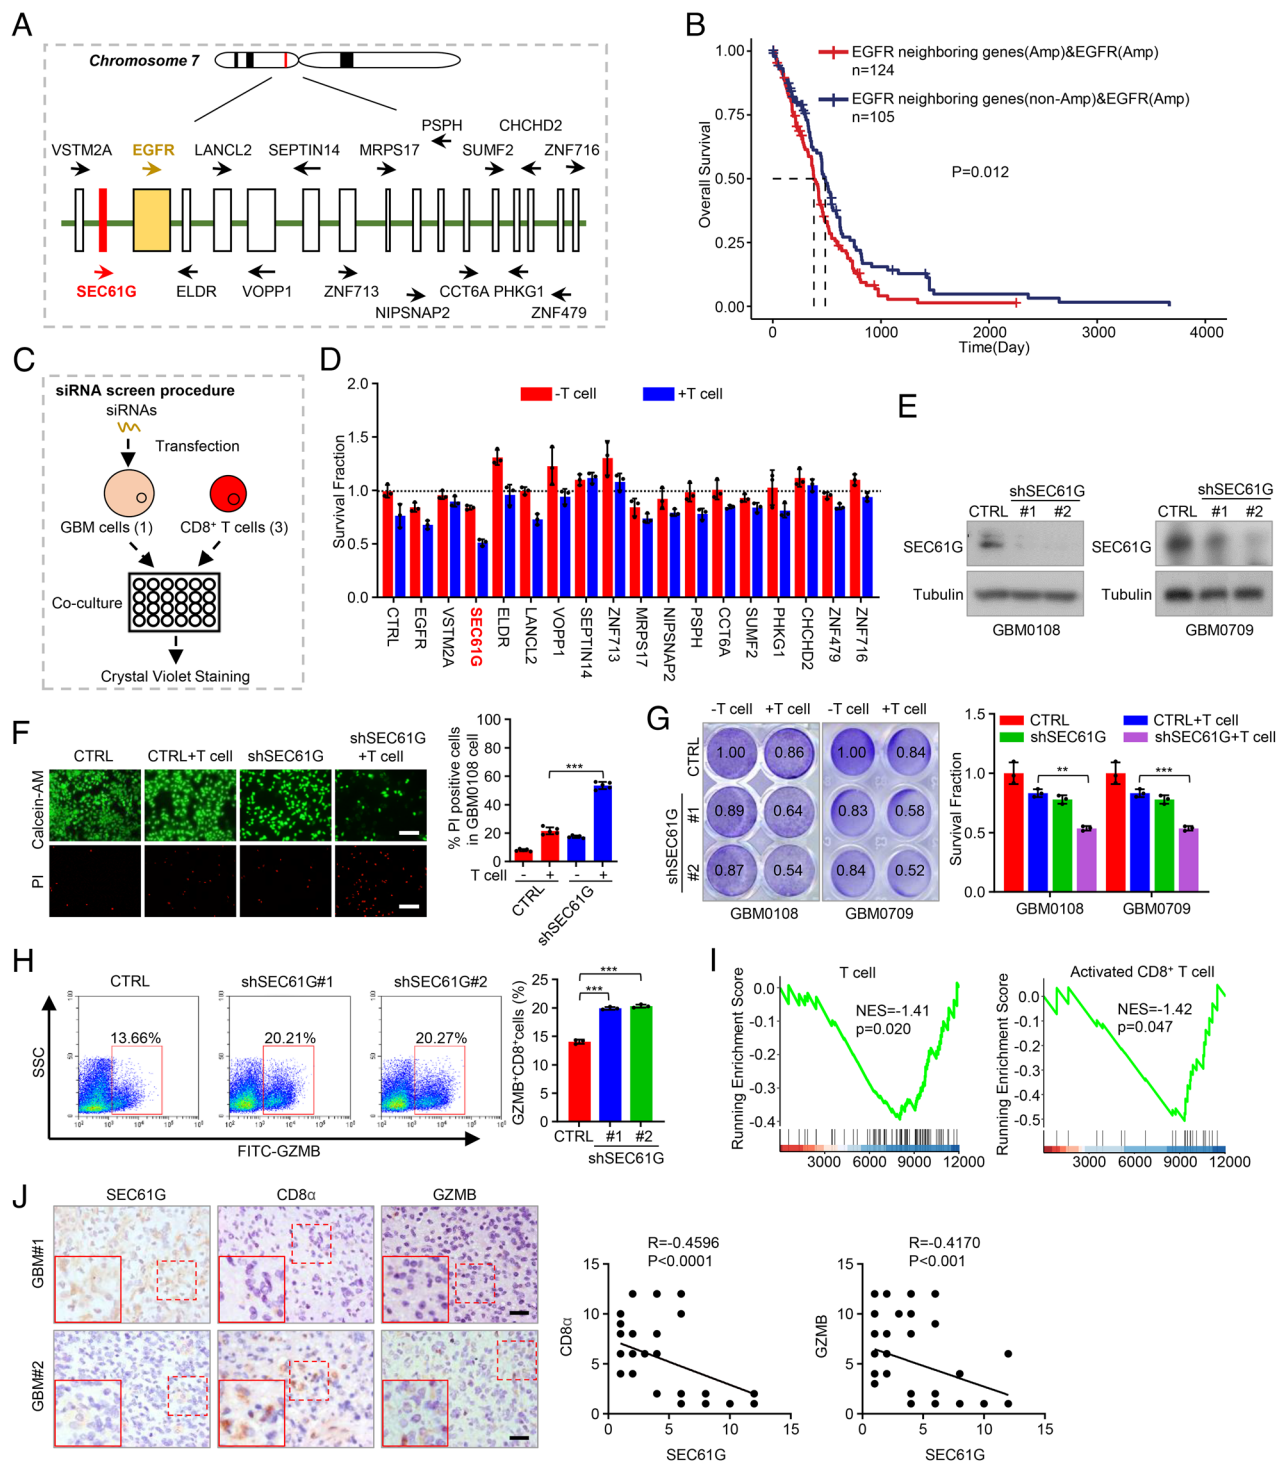 A
Chromosome 7
PSPH CHCHD2
VSTM2A EGFR LANCL2 SEPTIN14 MRPS17 SUMF2 ZNF716
SEC61G ELDR VOPP1 ZNF713 CCT6A PHKG1
NIPSNAP2 ZNF479
B
EGFR neighboring genes(Amp)&EGFR(Amp)
n=124
EGFR neighboring genes(non-Amp)&EGFR(Amp)
n=105
P=0.012
Overall Survival
1.00
0.75
0.50
0.25
0.00
0 1000 2000 3000 4000
Time(Day)
C
siRNA screen procedure
siRNAs
Transfection
GBM cells (1) CD8⁺ T cells (3)
Co-culture
Crystal Violet Staining
D
-T cell +T cell
Survival Fraction
2.0
1.5
1.0
0.5
0.0
CTRL
EGFR
VSTM2A
SEC61G
ELDR
LANCL2
VOPP1
SEPTIN14
ZNF713
MRPS17
NIPSNAP2
PSPH
CCT6A
SUMF2
PHKG1
CHCHD2
ZNF479
ZNF716
E
shSEC61G
CTRL #1 #2
SEC61G
Tubulin
GBM0108
shSEC61G
CTRL #1 #2
SEC61G
Tubulin
GBM0709
F
CTRL CTRL+T cell shSEC61G shSEC61G
+T cell
Calcein-AM
PI
% PI positive cells
in GBM0108 cell
100
80
60
40
20
0
***
T cell - + - +
CTRL
shSEC61G
G
-T cell +T cell -T cell +T cell
CTRL
1.00 0.86 1.00 0.84
shSEC61G
#1
0.89 0.64 0.83 0.58
#2
0.87 0.54 0.84 0.52
GBM0108 GBM0709
CTRL CTRL+T cell
shSEC61G shSEC61G+T cell
Survival Fraction
1.5
1.0
0.5
0.0
** ***
GBM0108 GBM0709
H
CTRL shSEC61G#1 shSEC61G#2
13.66% 20.21% 20.27%
SSC
FITC-GZMB
GZMB⁺CD8⁺cells (%)
25
20
15
10
5
0
***
***
CTRL #1 #2
shSEC61G
I
T cell
NES=-1.41
p=0.020
Running Enrichment Score
0.0
-0.1
-0.2
-0.3
-0.4
3000 6000 9000 12000
Activated CD8⁺ T cell
NES=-1.42
p=0.047
Running Enrichment Score
0.0
-0.1
-0.2
-0.3
-0.4
-0.5
3000 6000 9000 12000
J
SEC61G CD8α GZMB
GBM#1
GBM#2
R=-0.4596
P<0.0001
CD8α
15
10
5
0
0 5 10 15
SEC61G
R=-0.4170
P<0.001
GZMB
15
10
5
0
0 5 10 15
SEC61G